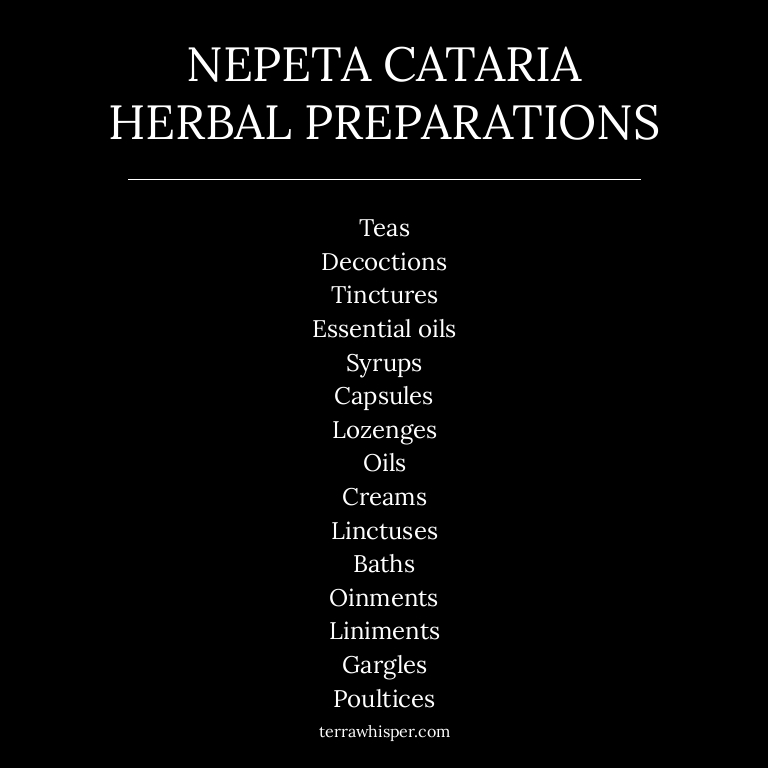 NEPETA CATARIA
HERBAL PREPARATIONS
Teas
Decoctions
Tinctures
Essential oils
Syrups
Capsules
Lozenges
Oils
Creams
Linctuses
Baths
Oinments
Liniments
Gargles
Poultices
terrawhisper.com